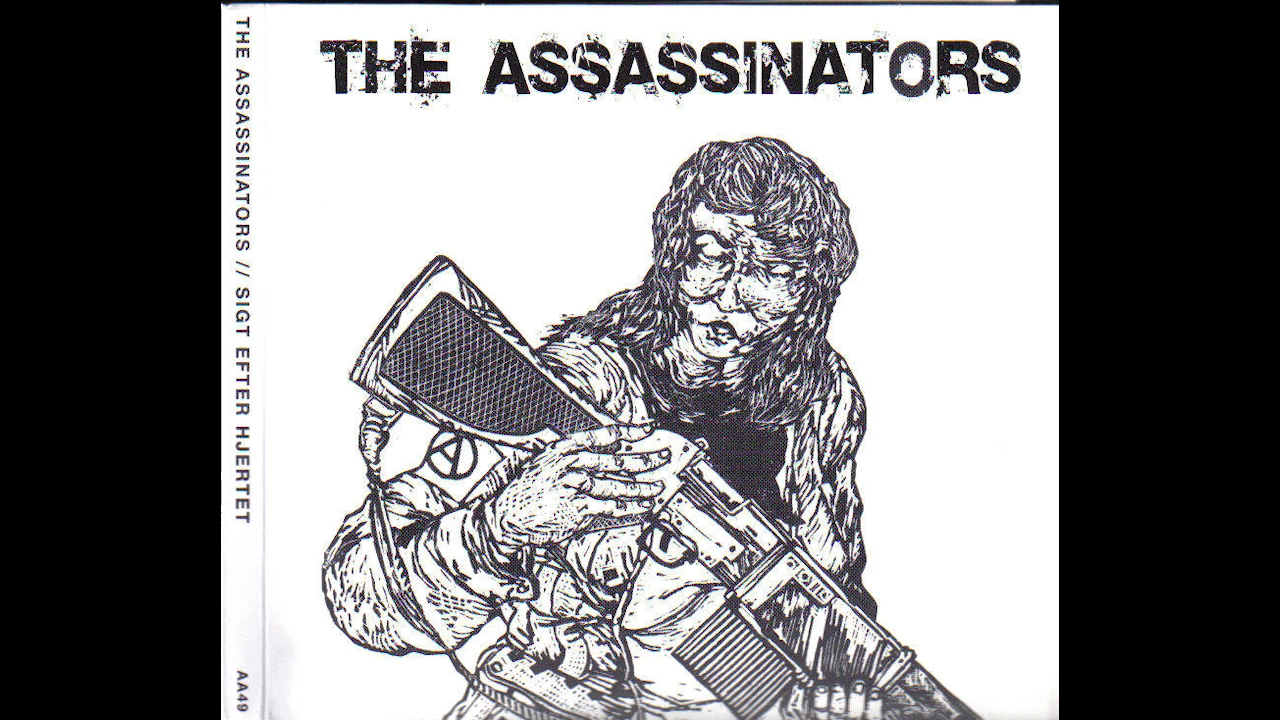 THE ASSASSINATORS
THE ASSASSINATORS // SIGT EFTER HJERTET
AA49